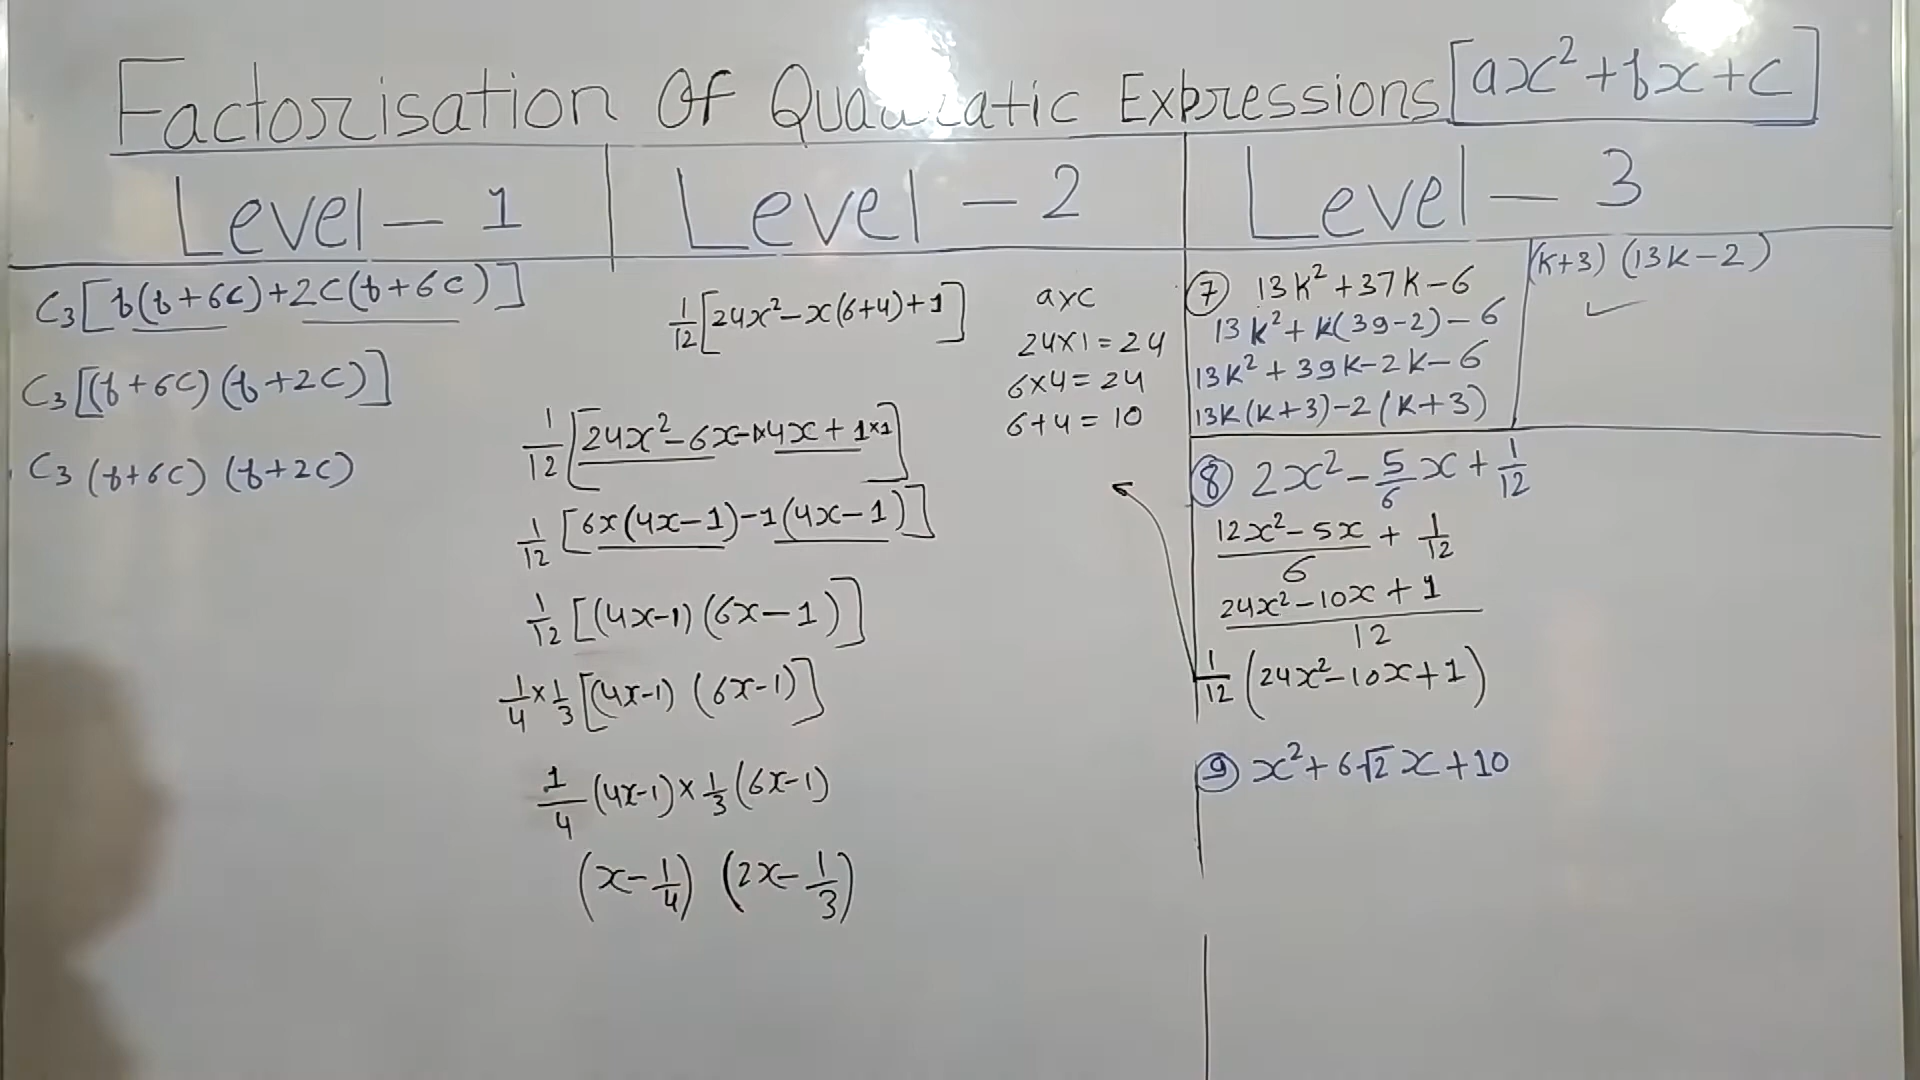 Factorisation Of Quadratic Expressions [ax²+bx+c]
Level - 1
Level - 2
Level - 3
C₃[b(b+6c)+2c(b+6c)]
C₃[(b+6c)(b+2c)]
C₃(b+6c)(b+2c)
1/12[24x²-x(6+4)+1]
1/12[24x²-6x-1×4x+1×1]
1/12[6x(4x-1)-1(4x-1)]
1/12[(4x-1)(6x-1)]
1/4×1/3[(4x-1)(6x-1)]
1/4(4x-1)×1/3(6x-1)
(x-1/4)(2x-1/3)
a×c
24×1=24
6×4=24
6+4=10
⑦ 13k²+37k-6
13k²+k(39-2)-6
13k²+39k-2k-6
13k(k+3)-2(k+3)
(k+3)(13k-2)
⑧ 2x²-5/6x+1/12
12x²-5x/6+1/12
24x²-10x+1/12
1/12(24x²-10x+1)
⑨ x²+6√2x+10